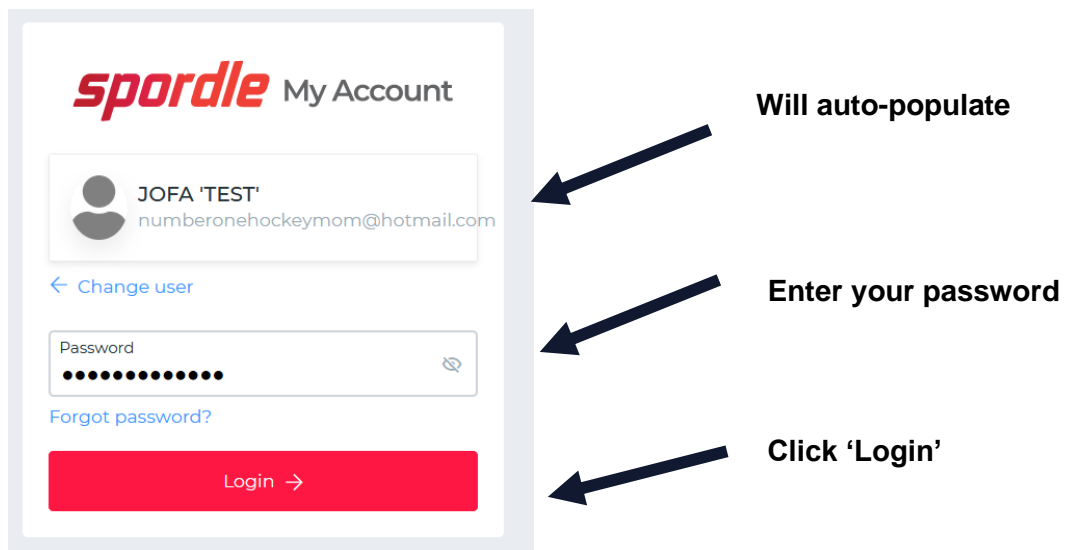 spordle My Account
Will auto-populate
JOFA 'TEST'
numberonehockeymom@hotmail.com
← Change user
Enter your password
Password
•••••••••••••
Forgot password?
Click ‘Login’
Login →